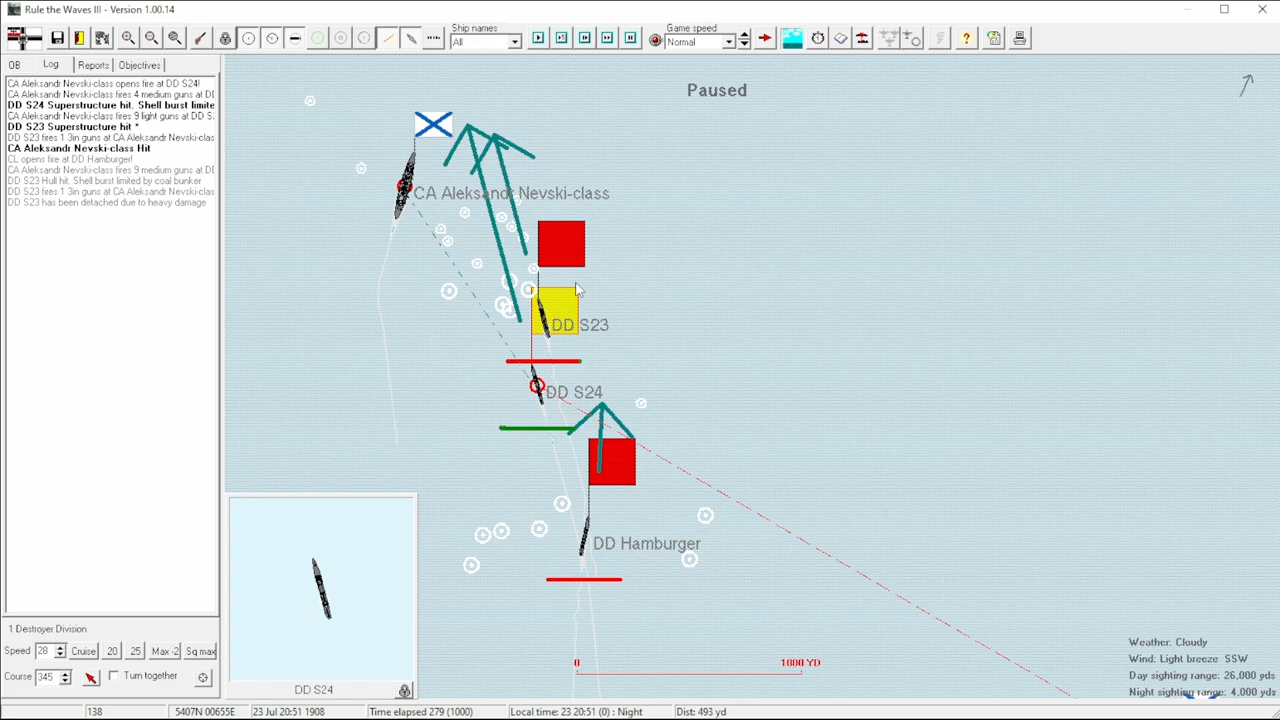 Rule the Waves III - Version 1.00.14
Ship names
All
Game speed
Normal
OB Log Reports Objectives
CA Aleksandr Nevski-class opens fire at DD S24!
CA Aleksandr Nevski-class fires 4 medium guns at DD
DD S24 Superstructure hit. Shell burst limite
CA Aleksandr Nevski-class fires 9 light guns at DD S:
DD S23 Superstructure hit *
DD S23 fires 1 3in guns at CA Aleksandr Nevski-clas
CA Aleksandr Nevski-class Hit
CL opens fire at DD Hamburger!
CA Aleksandr Nevski-class fires 9 medium guns at DD
DD S23 Hull hit. Shell burst limited by coal bunker
DD S23 fires 1 3in guns at CA Aleksandr Nevski-clas
DD S23 has been detached due to heavy damage
Paused
CA Aleksandr Nevski-class
DD S23
DD S24
DD Hamburger
0 1800 YD
Weather: Cloudy
Wind: Light breeze SSW
Day sighting range: 26,000 yds
Night sighting range: 4,000 yds
1 Destroyer Division
Speed 28 Cruise 20 25 Max -2 Sq max
Course 345 Turn together
DD S24
138 5407N 00655E 23 Jul 20:51 1908 Time elapsed 279 (1000) Local time: 23 20:51 (0) : Night Dist: 493 yd